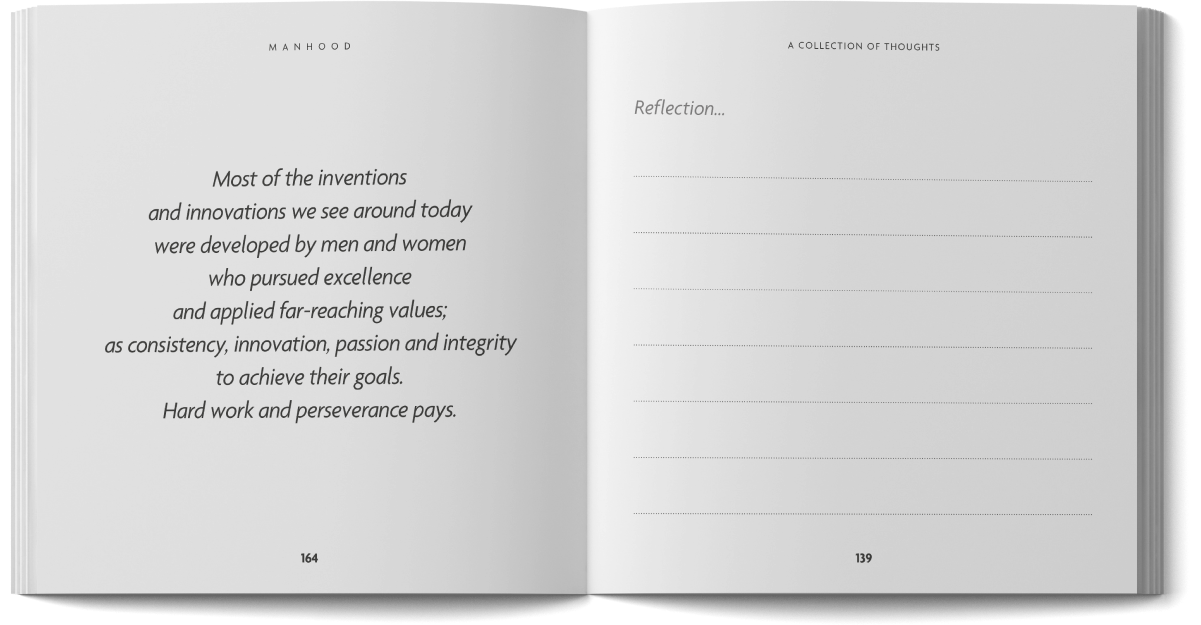 MANHOOD
Most of the inventions
and innovations we see around today
were developed by men and women
who pursued excellence
and applied far-reaching values;
as consistency, innovation, passion and integrity
to achieve their goals.
Hard work and perseverance pays.
164
A COLLECTION OF THOUGHTS
Reflection...
139